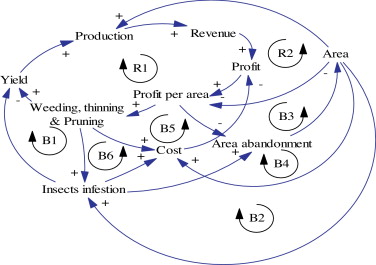 Production
Revenue
Area
R2
R1
Profit
Yield
Profit per area
Weeding, thinning
& Pruning
B3
B5
B1
Area abandonment
B6
Cost
B4
Insects infestion
B2
+
+
+
+
+
+
+
+
+
+
+
+
+
+
-
-
-
-
-
-